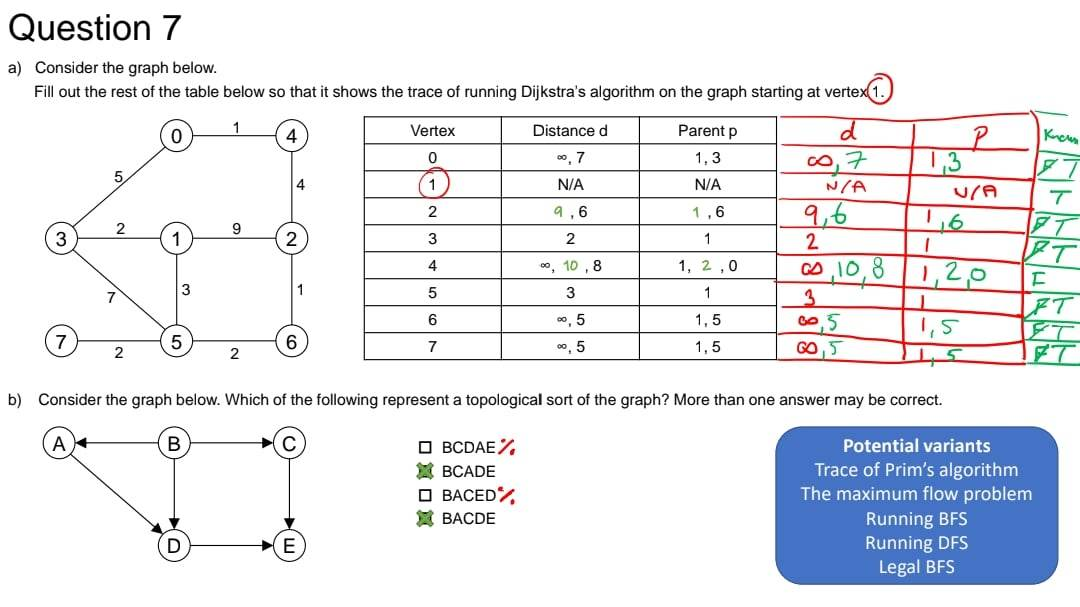 Question 7
a) Consider the graph below.
Fill out the rest of the table below so that it shows the trace of running Dijkstra's algorithm on the graph starting at vertex 1.
0 1 4
5 4
3 2 1 9 2
7 3 1
7 2 5 2 6
Vertex Distance d Parent p d P Known
0 ∞, 7 1, 3 ∞, 7 1, 3 F T
1 N/A N/A N/A N/A T
2 9 , 6 1 , 6 9, 6 1, 6 F T
3 2 1 2 1 F T
4 ∞, 10 , 8 1, 2 , 0 ∞, 10, 8 1, 2, 0 F
5 3 1 3 1 F T
6 ∞, 5 1, 5 ∞, 5 1, 5 F T
7 ∞, 5 1, 5 ∞, 5 1, 5 F T
b) Consider the graph below. Which of the following represent a topological sort of the graph? More than one answer may be correct.
A B C
D E
BCDAE
BCADE
BACED
BACDE
Potential variants
Trace of Prim's algorithm
The maximum flow problem
Running BFS
Running DFS
Legal BFS